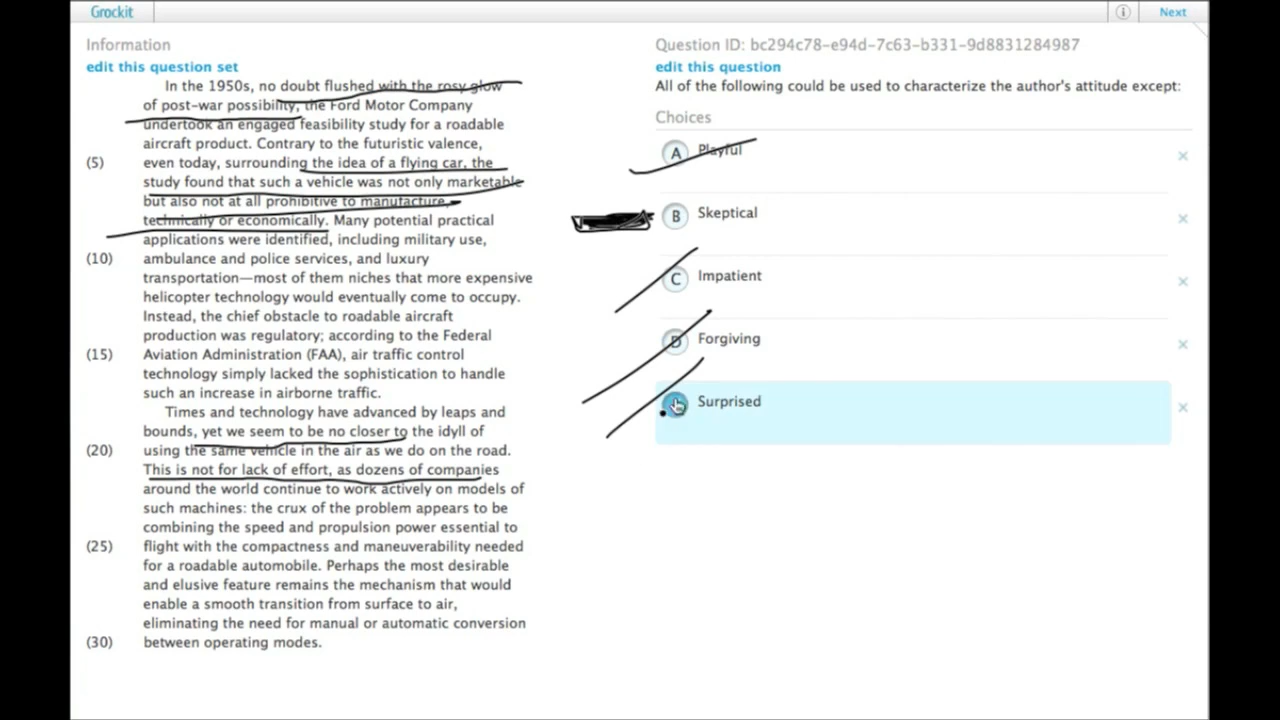 Grockit
Next
Information
edit this question set
In the 1950s, no doubt flushed with the rosy glow
of post-war possibility, the Ford Motor Company
undertook an engaged feasibility study for a roadable
aircraft product. Contrary to the futuristic valence,
(5) even today, surrounding the idea of a flying car, the
study found that such a vehicle was not only marketable
but also not at all prohibitive to manufacture,
technically or economically. Many potential practical
applications were identified, including military use,
(10) ambulance and police services, and luxury
transportation—most of them niches that more expensive
helicopter technology would eventually come to occupy.
Instead, the chief obstacle to roadable aircraft
production was regulatory; according to the Federal
(15) Aviation Administration (FAA), air traffic control
technology simply lacked the sophistication to handle
such an increase in airborne traffic.
Times and technology have advanced by leaps and
bounds, yet we seem to be no closer to the idyll of
(20) using the same vehicle in the air as we do on the road.
This is not for lack of effort, as dozens of companies
around the world continue to work actively on models of
such machines: the crux of the problem appears to be
combining the speed and propulsion power essential to
(25) flight with the compactness and maneuverability needed
for a roadable automobile. Perhaps the most desirable
and elusive feature remains the mechanism that would
enable a smooth transition from surface to air,
eliminating the need for manual or automatic conversion
(30) between operating modes.
Question ID: bc294c78-e94d-7c63-b331-9d8831284987
edit this question
All of the following could be used to characterize the author's attitude except:
Choices
A Playful
B Skeptical
C Impatient
D Forgiving
Surprised